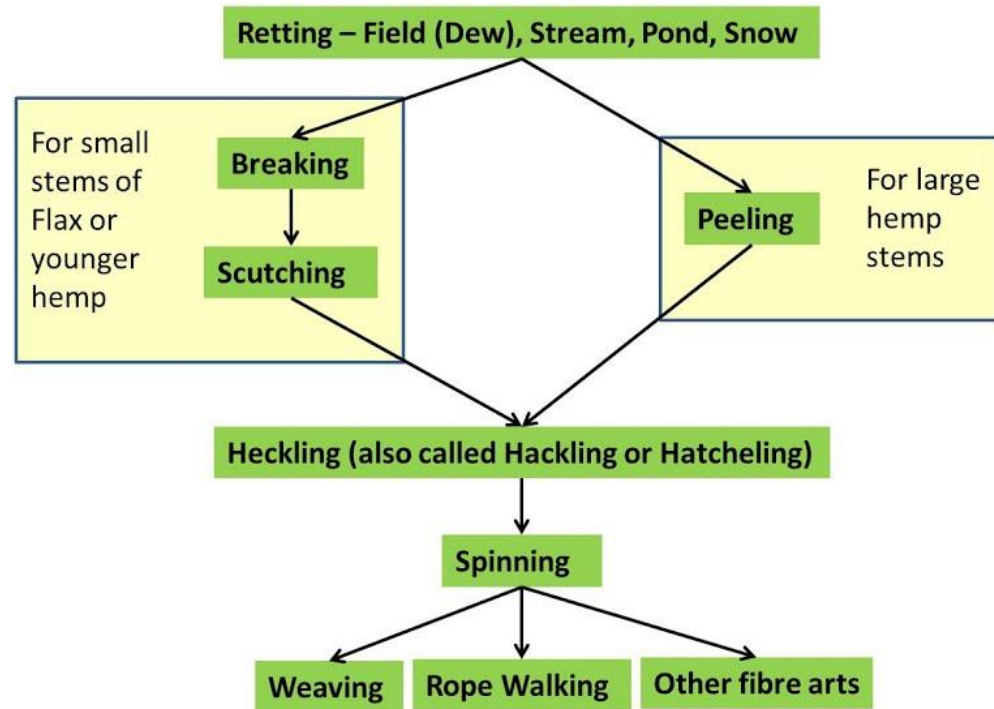 Retting – Field (Dew), Stream, Pond, Snow
For small
stems of
Flax or
younger
hemp
Breaking
Scutching
Peeling
For large
hemp
stems
Heckling (also called Hackling or Hatcheling)
Spinning
Weaving
Rope Walking
Other fibre arts